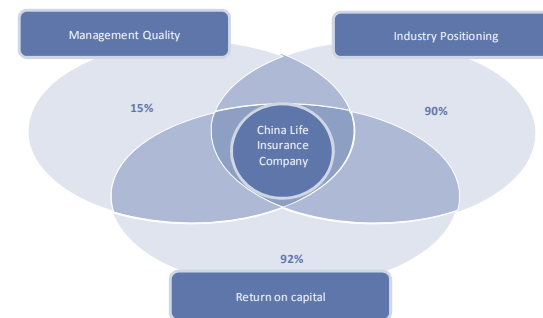 Management Quality
Industry Positioning
15%
90%
China Life
Insurance
Company
92%
Return on capital